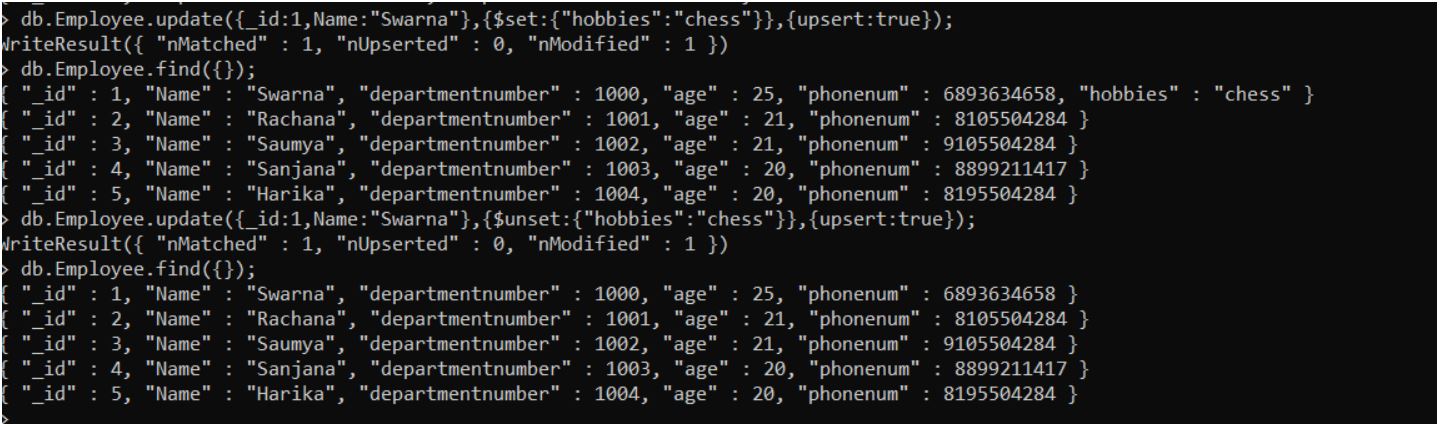 > db.Employee.update({_id:1,Name:"Swarna"},{$set:{"hobbies":"chess"}},{upsert:true});
WriteResult({ "nMatched" : 1, "nUpserted" : 0, "nModified" : 1 })
> db.Employee.find({});
{ "_id" : 1, "Name" : "Swarna", "departmentnumber" : 1000, "age" : 25, "phonenum" : 6893634658, "hobbies" : "chess" }
{ "_id" : 2, "Name" : "Rachana", "departmentnumber" : 1001, "age" : 21, "phonenum" : 8105504284 }
{ "_id" : 3, "Name" : "Saumya", "departmentnumber" : 1002, "age" : 21, "phonenum" : 9105504284 }
{ "_id" : 4, "Name" : "Sanjana", "departmentnumber" : 1003, "age" : 20, "phonenum" : 8899211417 }
{ "_id" : 5, "Name" : "Harika", "departmentnumber" : 1004, "age" : 20, "phonenum" : 8195504284 }
> db.Employee.update({_id:1,Name:"Swarna"},{$unset:{"hobbies":"chess"}},{upsert:true});
WriteResult({ "nMatched" : 1, "nUpserted" : 0, "nModified" : 1 })
> db.Employee.find({});
{ "_id" : 1, "Name" : "Swarna", "departmentnumber" : 1000, "age" : 25, "phonenum" : 6893634658 }
{ "_id" : 2, "Name" : "Rachana", "departmentnumber" : 1001, "age" : 21, "phonenum" : 8105504284 }
{ "_id" : 3, "Name" : "Saumya", "departmentnumber" : 1002, "age" : 21, "phonenum" : 9105504284 }
{ "_id" : 4, "Name" : "Sanjana", "departmentnumber" : 1003, "age" : 20, "phonenum" : 8899211417 }
{ "_id" : 5, "Name" : "Harika", "departmentnumber" : 1004, "age" : 20, "phonenum" : 8195504284 }
>